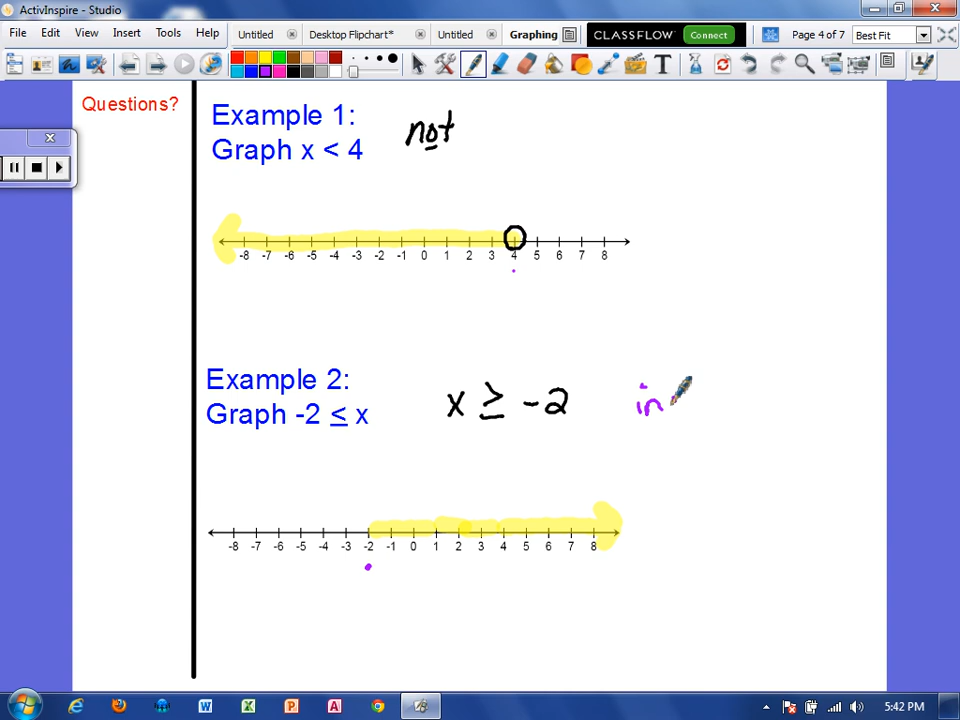 ActivInspire - Studio
File Edit View Insert Tools Help Untitled Desktop Flipchart* Untitled Graphing CLASSFLOW™ Connect Page 4 of 7 Best Fit
Questions?
Example 1:
Graph x < 4
not
-8 -7 -6 -5 -4 -3 -2 -1 0 1 2 3 4 5 6 7 8
Example 2:
Graph -2 ≤ x
x ≥ -2
in
-8 -7 -6 -5 -4 -3 -2 -1 0 1 2 3 4 5 6 7 8
5:42 PM